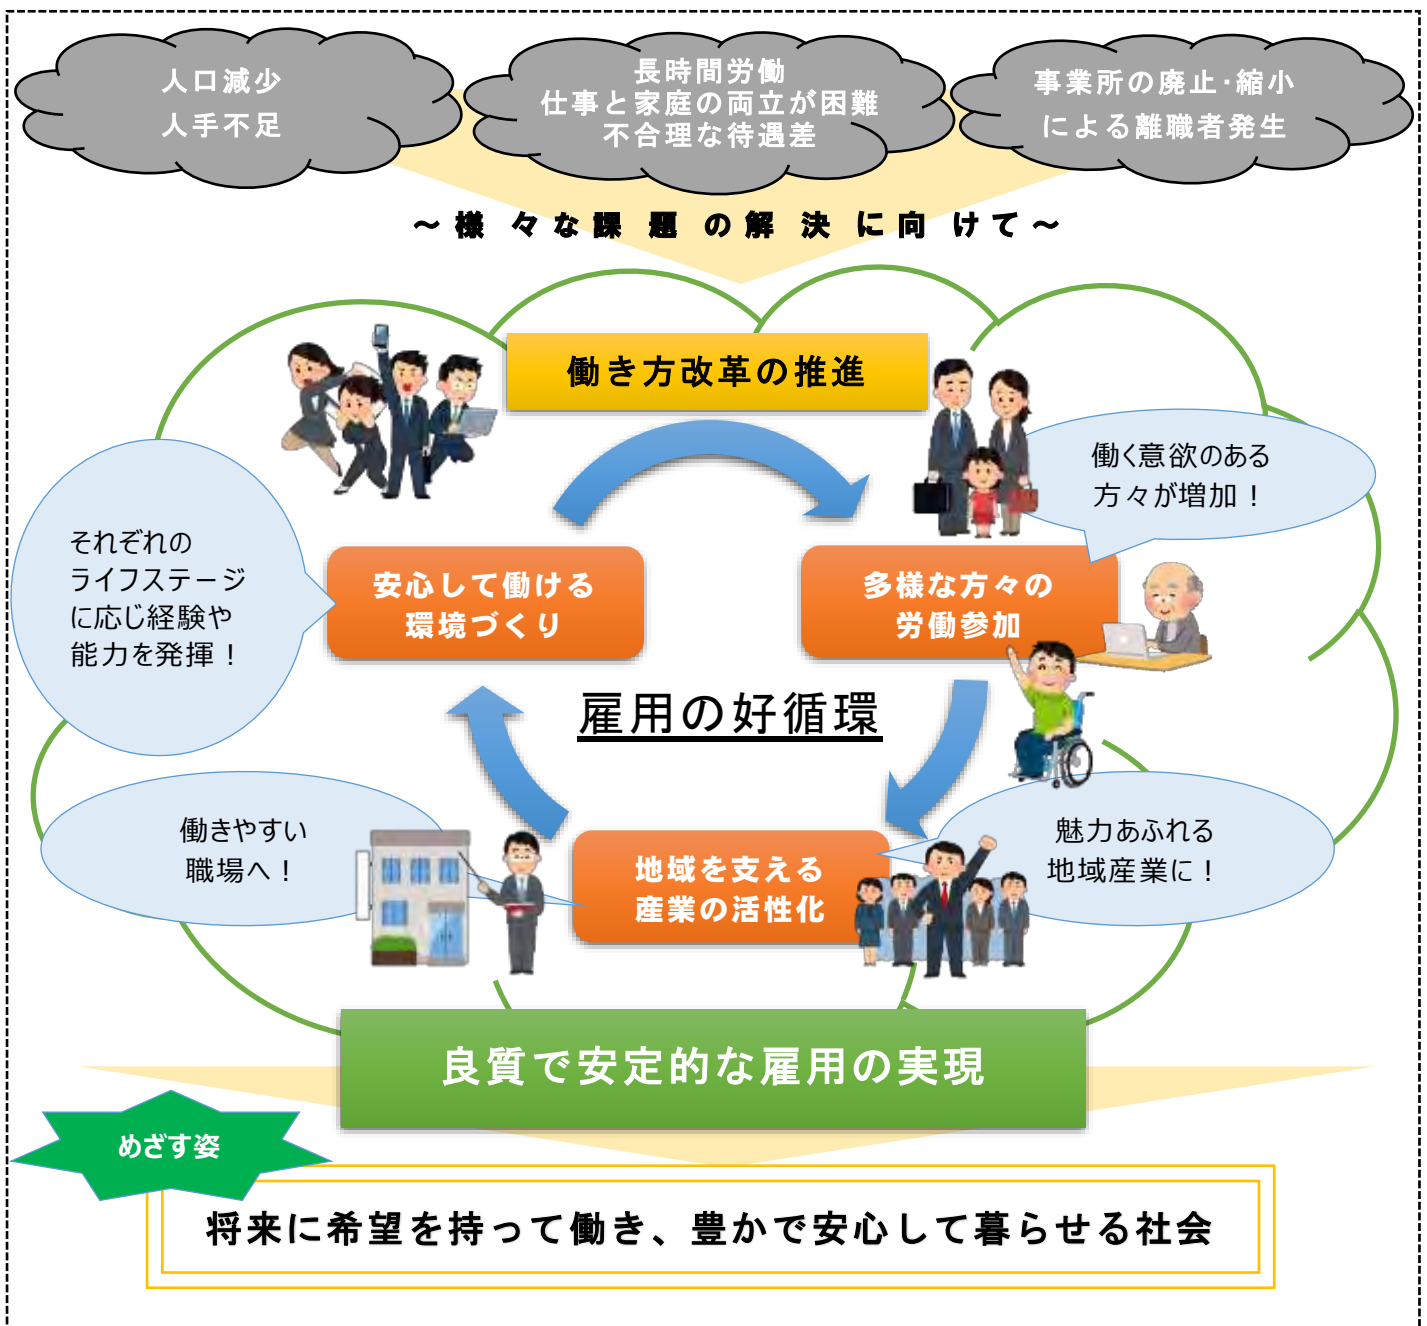 人口減少
人手不足
長時間労働
仕事と家庭の両立が困難
不合理な待遇差
事業所の廃止・縮小
による離職者発生
～様々な課題の解決に向けて～
働き方改革の推進
働く意欲のある
方々が増加！
それぞれの
ライフステージ
に応じ経験や
能力を発揮！
安心して働ける
環境づくり
多様な方々の
労働参加
雇用の好循環
働きやすい
職場へ！
地域を支える
産業の活性化
魅力あふれる
地域産業に！
良質で安定的な雇用の実現
めざす姿
将来に希望を持って働き、豊かで安心して暮らせる社会